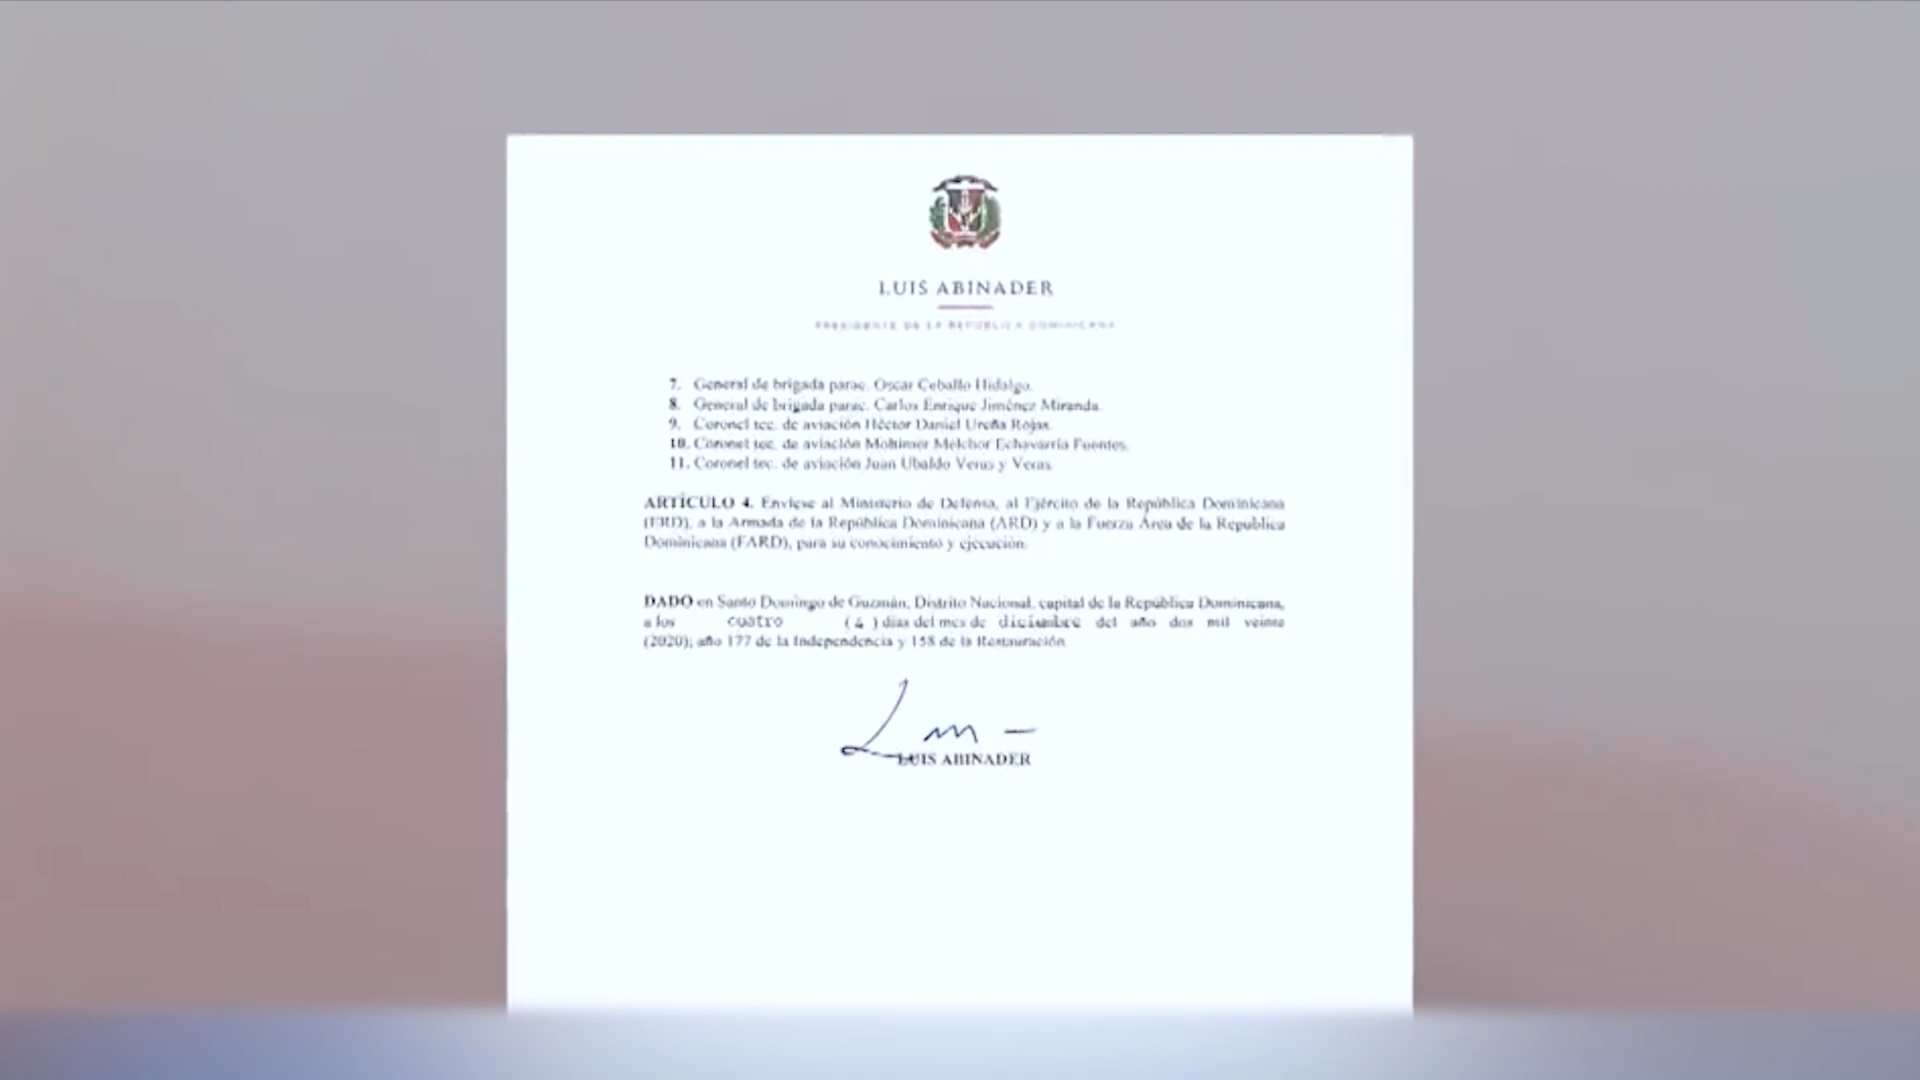 LUIS ABINADER
PRESIDENTE DE LA REPÚBLICA DOMINICANA
7. General de brigada parac. Oscar Ceballo Hidalgo.
8. General de brigada parac. Carlos Enrique Jiménez Miranda.
9. Coronel tec. de aviación Héctor Daniel Ureña Rojas.
10. Coronel tec. de aviación Mohimer Melchor Echavarría Fuentes.
11. Coronel tec. de aviación Juan Ubaldo Veras y Veras.
ARTÍCULO 4. Envíese al Ministerio de Defensa, al Ejército de la República Dominicana
(ERD), a la Armada de la República Dominicana (ARD) y a la Fuerza Área de la Republica
Dominicana (FARD), para su conocimiento y ejecución.
DADO en Santo Domingo de Guzmán, Distrito Nacional, capital de la República Dominicana,
a los cuatro ( 4 ) días del mes de diciembre del año dos mil veinte
(2020); año 177 de la Independencia y 158 de la Restauración.
LUIS ABINADER